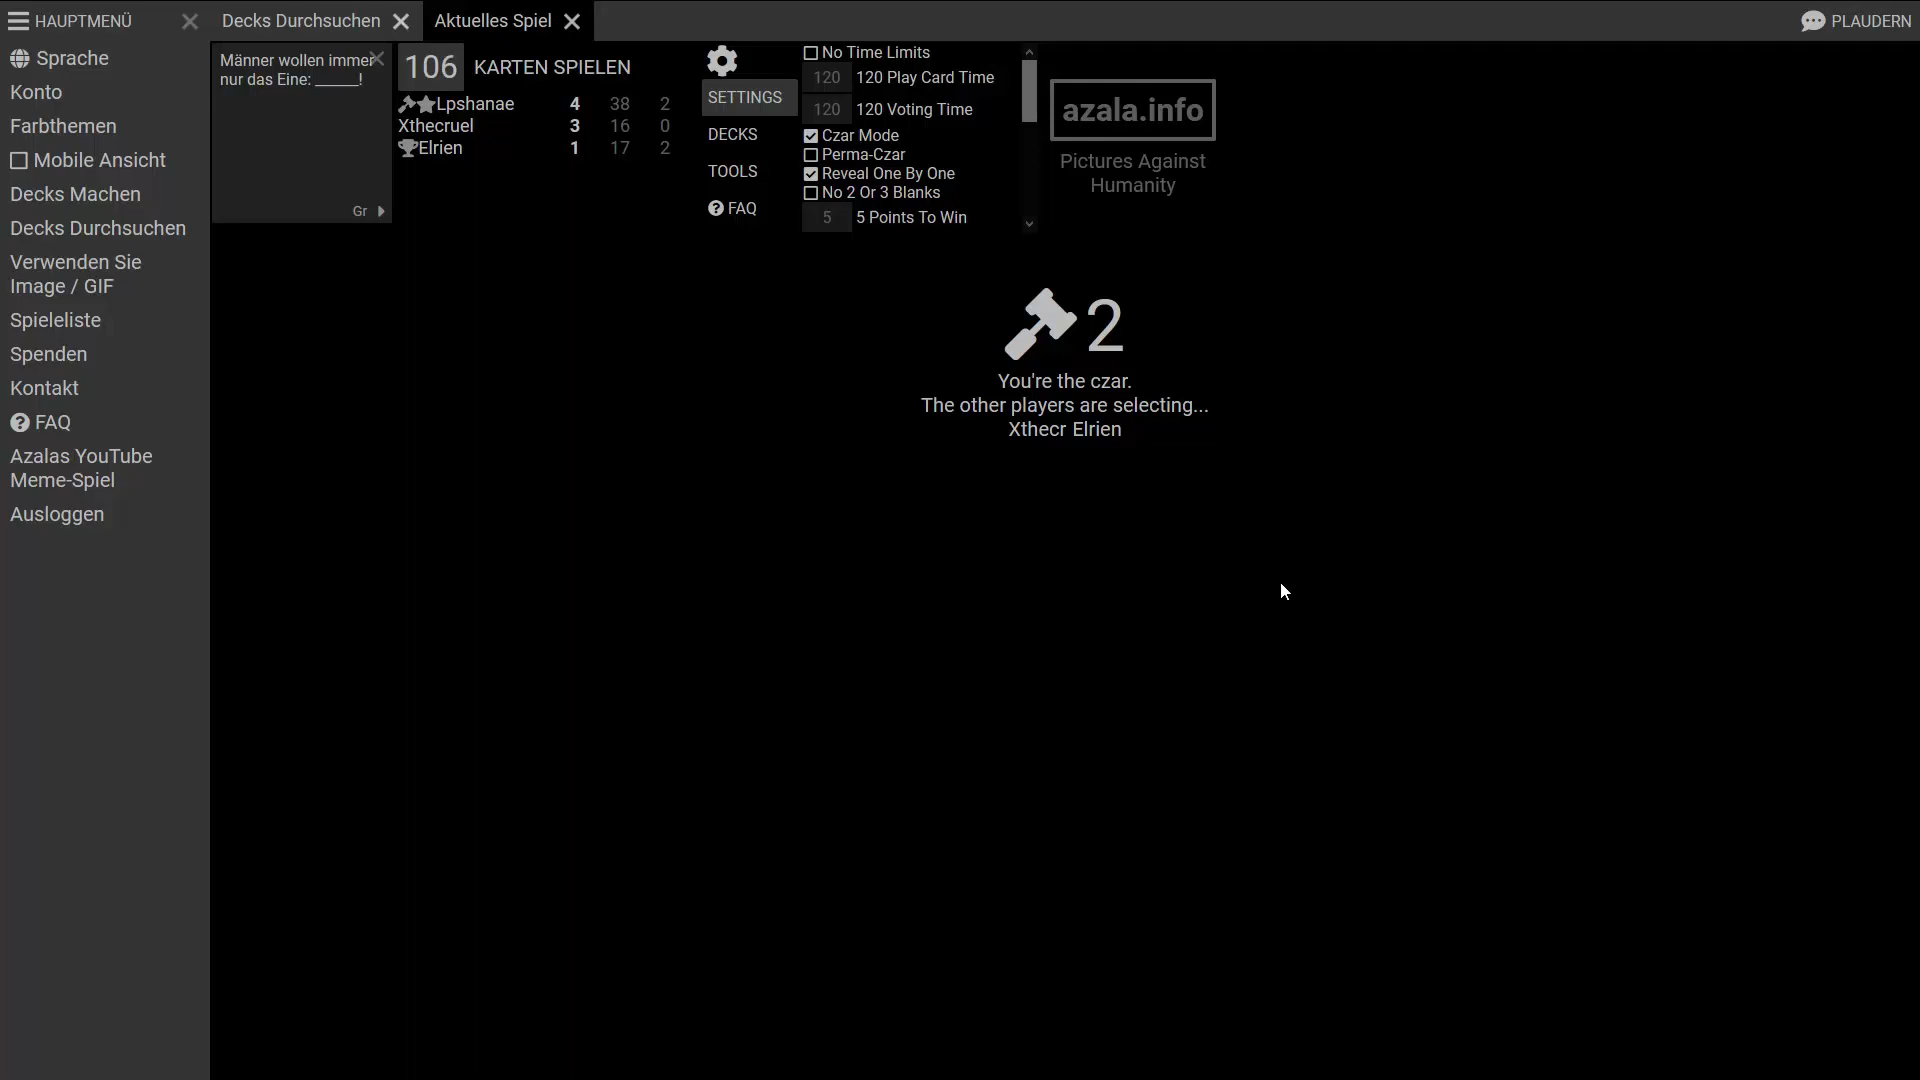 HAUPTMENÜ
Decks Durchsuchen
Aktuelles Spiel
PLAUDERN
Sprache
Konto
Farbthemen
Mobile Ansicht
Decks Machen
Decks Durchsuchen
Verwenden Sie
Image / GIF
Spieleliste
Spenden
Kontakt
FAQ
Azalas YouTube
Meme-Spiel
Ausloggen
Männer wollen immer
nur das Eine: ______!
Gr
106 KARTEN SPIELEN
Lpshanae 4 38 2
Xthecruel 3 16 0
Elrien 1 17 2
SETTINGS
DECKS
TOOLS
FAQ
No Time Limits
120 120 Play Card Time
120 120 Voting Time
Czar Mode
Perma-Czar
Reveal One By One
No 2 Or 3 Blanks
5 5 Points To Win
azala.info
Pictures Against
Humanity
2
You're the czar.
The other players are selecting...
Xthecr Elrien